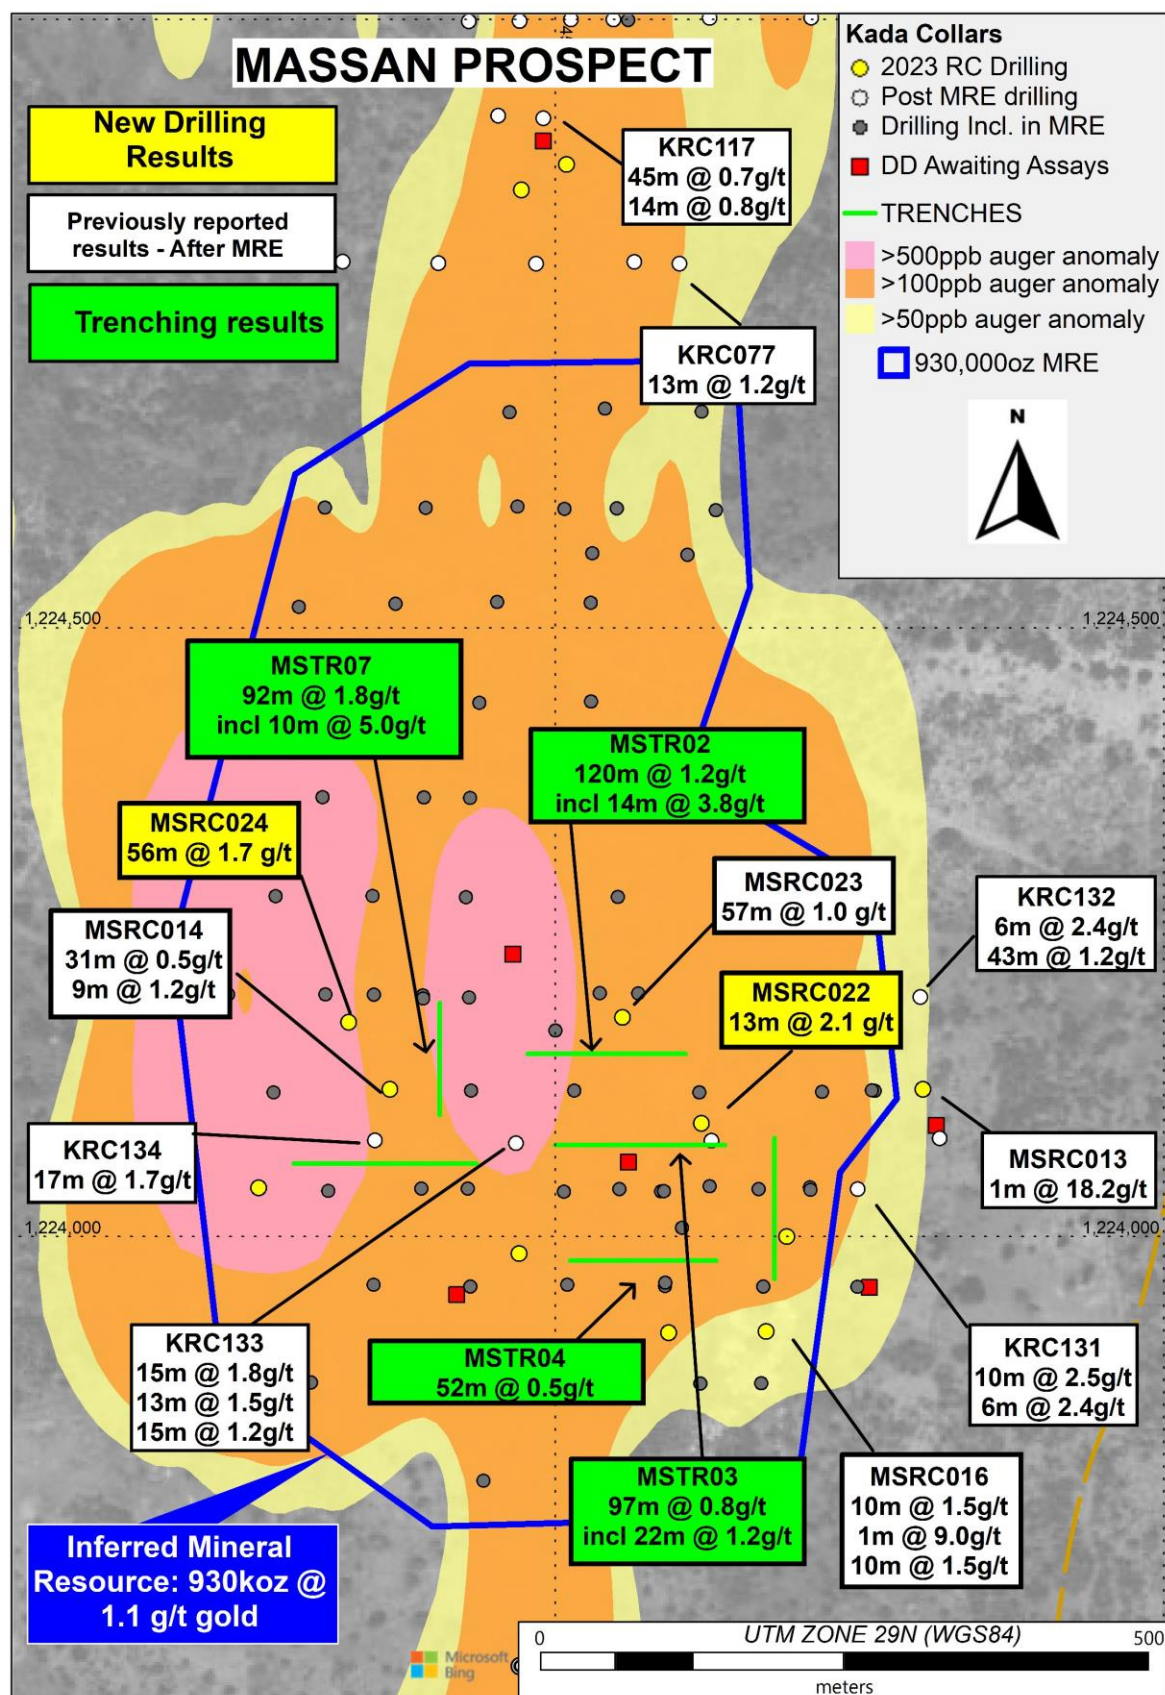 MASSAN PROSPECT
New Drilling
Results
Previously reported
results - After MRE
Trenching results
Kada Collars
2023 RC Drilling
Post MRE drilling
Drilling Incl. in MRE
DD Awaiting Assays
TRENCHES
>500ppb auger anomaly
>100ppb auger anomaly
>50ppb auger anomaly
930,000oz MRE
N
KRC117
45m @ 0.7g/t
14m @ 0.8g/t
KRC077
13m @ 1.2g/t
1,224,500
1,224,500
MSTR07
92m @ 1.8g/t
incl 10m @ 5.0g/t
MSTR02
120m @ 1.2g/t
incl 14m @ 3.8g/t
MSRC024
56m @ 1.7 g/t
MSRC023
57m @ 1.0 g/t
KRC132
6m @ 2.4g/t
43m @ 1.2g/t
MSRC014
31m @ 0.5g/t
9m @ 1.2g/t
MSRC022
13m @ 2.1 g/t
KRC134
17m @ 1.7g/t
MSRC013
1m @ 18.2g/t
1,224,000
1,224,000
KRC133
15m @ 1.8g/t
13m @ 1.5g/t
15m @ 1.2g/t
MSTR04
52m @ 0.5g/t
KRC131
10m @ 2.5g/t
6m @ 2.4g/t
MSTR03
97m @ 0.8g/t
incl 22m @ 1.2g/t
MSRC016
10m @ 1.5g/t
1m @ 9.0g/t
10m @ 1.5g/t
Inferred Mineral
Resource: 930koz @
1.1 g/t gold
Microsoft
Bing
0 UTM ZONE 29N (WGS84) 500
meters